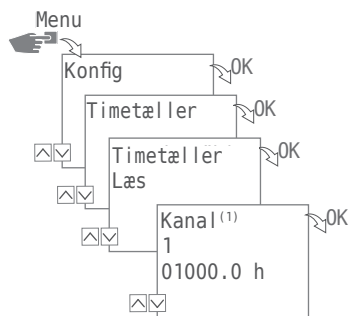 Menu
Konfig
OK
Timetæller
OK
Timetæller
Læs
OK
Kanal(1)
1
01000.0 h
OK